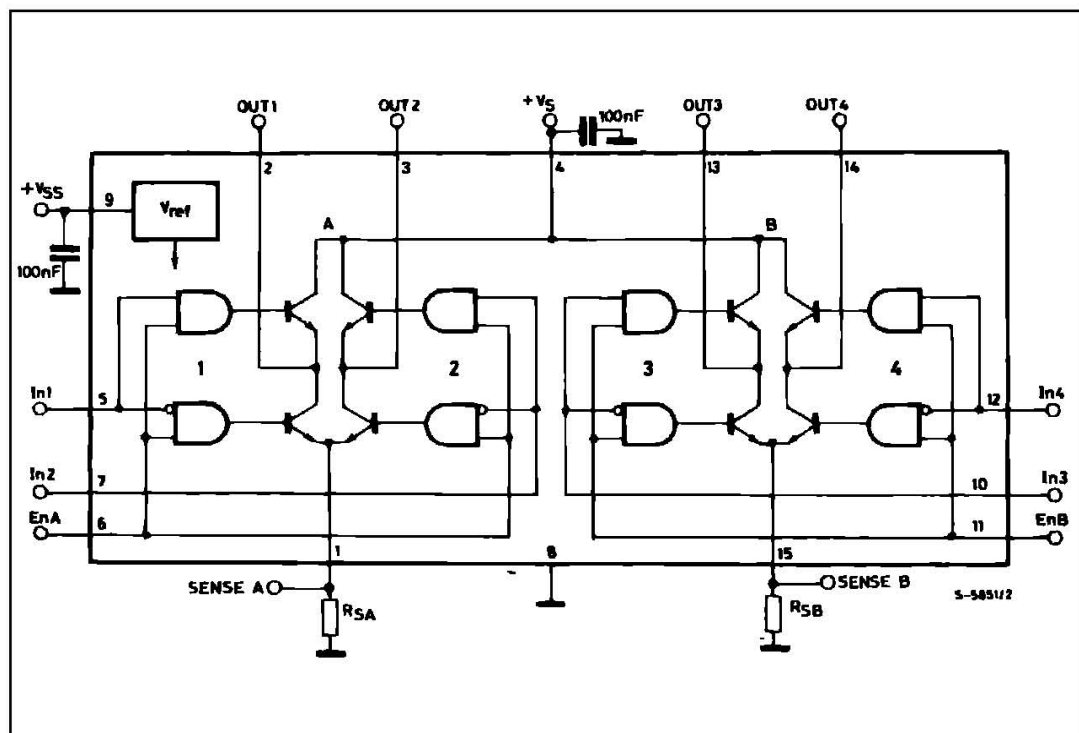 OUT1
OUT2
+VS
100nF
OUT3
OUT4
2
3
4
13
14
+VSS
9
Vref
A
B
100nF
1
2
3
4
In1
5
12
In4
In2
7
10
In3
EnA
6
11
EnB
1
8
15
SENSE A
SENSE B
RSA
RSB
S-5851/2